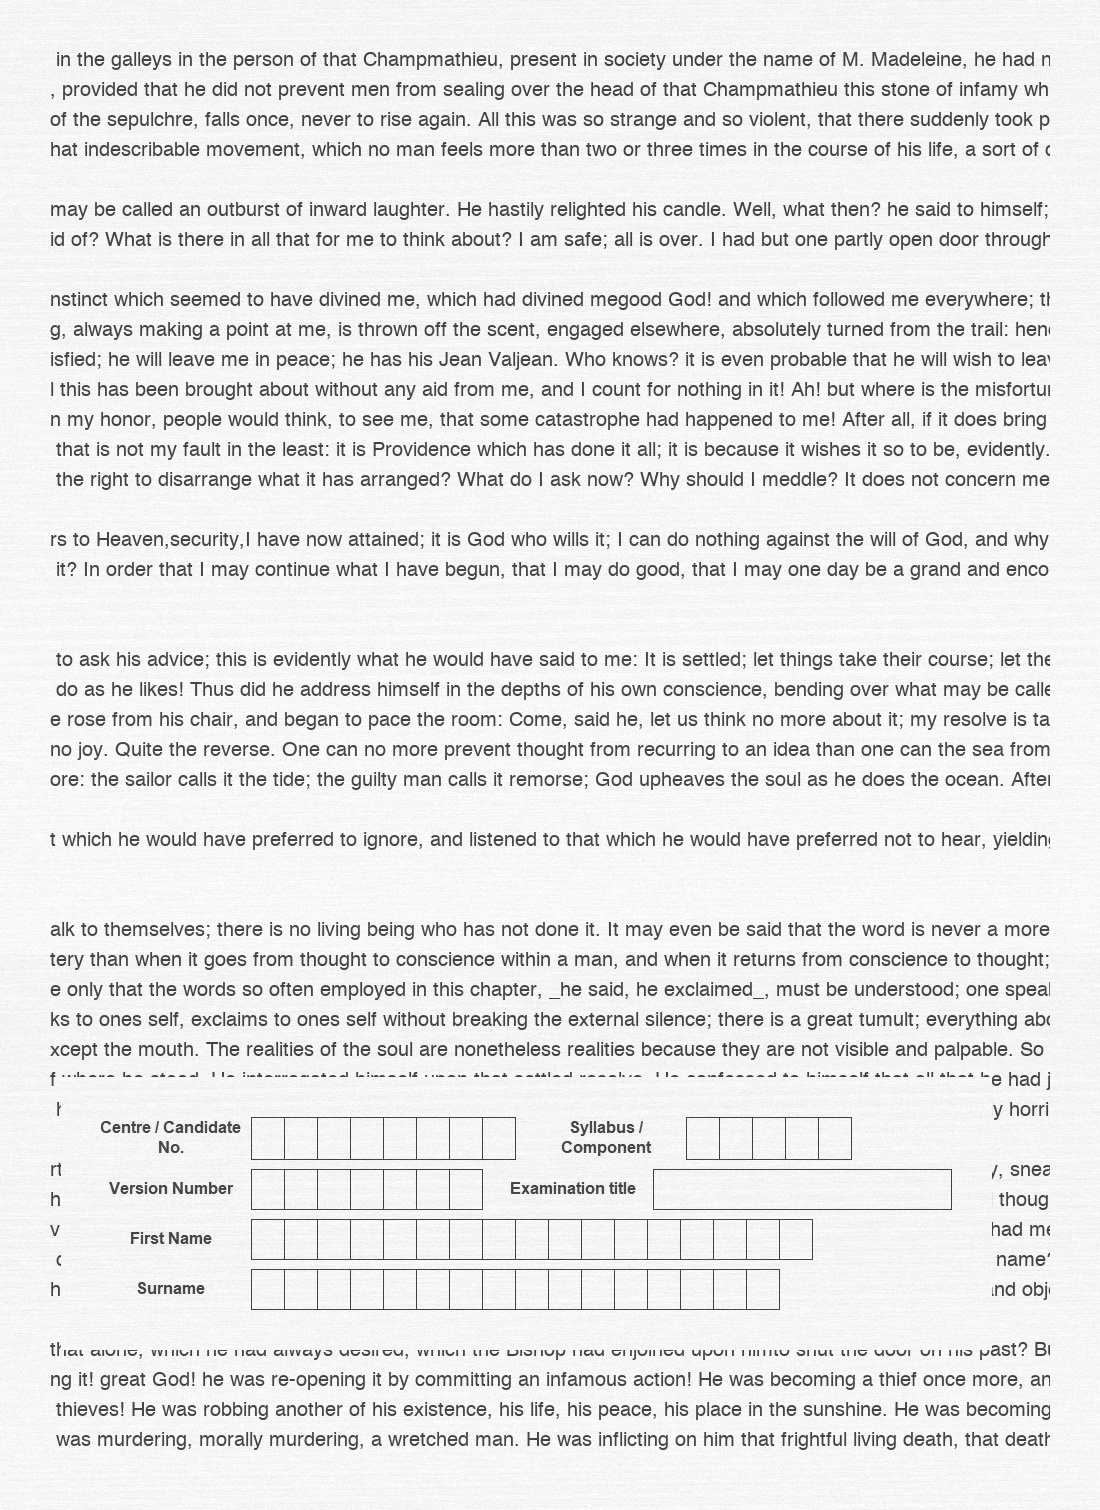 in the galleys in the person of that Champmathieu, present in society under the name of M. Madeleine, he had
, provided that he did not prevent men from sealing over the head of that Champmathieu this stone of infamy
of the sepulchre, falls once, never to rise again. All this was so strange and so violent, that there suddenly took
hat indescribable movement, which no man feels more than two or three times in the course of his life, a sort of
may be called an outburst of inward laughter. He hastily relighted his candle. Well, what then? he said to himself;
id of? What is there in all that for me to think about? I am safe; all is over. I had but one partly open door through
nstinct which seemed to have divined me, which had divined megood God! and which followed me everywhere;
g, always making a point at me, is thrown off the scent, engaged elsewhere, absolutely turned from the trail:
isfied; he will leave me in peace; he has his Jean Valjean. Who knows? it is even probable that he will wish to
l this has been brought about without any aid from me, and I count for nothing in it! Ah! but where is the
n my honor, people would think, to see me, that some catastrophe had happened to me! After all, if it does bring
that is not my fault in the least: it is Providence which has done it all; it is because it wishes it so to be, evidently.
the right to disarrange what it has arranged? What do I ask now? Why should I meddle? It does not concern me
rs to Heaven,security,I have now attained; it is God who wills it; I can do nothing against the will of God, and why
it? In order that I may continue what I have begun, that I may do good, that I may one day be a grand and enco
to ask his advice; this is evidently what he would have said to me: It is settled; let things take their course; let the
do as he likes! Thus did he address himself in the depths of his own conscience, bending over what may be calle
e rose from his chair, and began to pace the room: Come, said he, let us think no more about it; my resolve is ta
no joy. Quite the reverse. One can no more prevent thought from recurring to an idea than one can the sea from
ore: the sailor calls it the tide; the guilty man calls it remorse; God upheaves the soul as he does the ocean. After
t which he would have preferred to ignore, and listened to that which he would have preferred not to hear, yielding
alk to themselves; there is no living being who has not done it. It may even be said that the word is never a more
tery than when it goes from thought to conscience within a man, and when it returns from conscience to thought;
e only that the words so often employed in this chapter, _he said, he exclaimed_, must be understood; one
ks to ones self, exclaims to ones self without breaking the external silence; there is a great tumult; everything
xcept the mouth. The realities of the soul are nonetheless realities because they are not visible and palpable. So
f where he stood. He interrogated himself upon that settled resolve. He confessed to himself that all that he had
y horri
Centre / Candidate No.
Syllabus / Component
rt
y, snea
Version Number
Examination title
h
thoug
v
had me
First Name
name?
h
and obj
Surname
that alone, which he had always desired, which the Bishop had enjoined upon himto shut the door on his past?
ng it! great God! he was re-opening it by committing an infamous action! He was becoming a thief once more, an
thieves! He was robbing another of his existence, his life, his peace, his place in the sunshine. He was becoming
was murdering, morally murdering, a wretched man. He was inflicting on him that frightful living death, that death